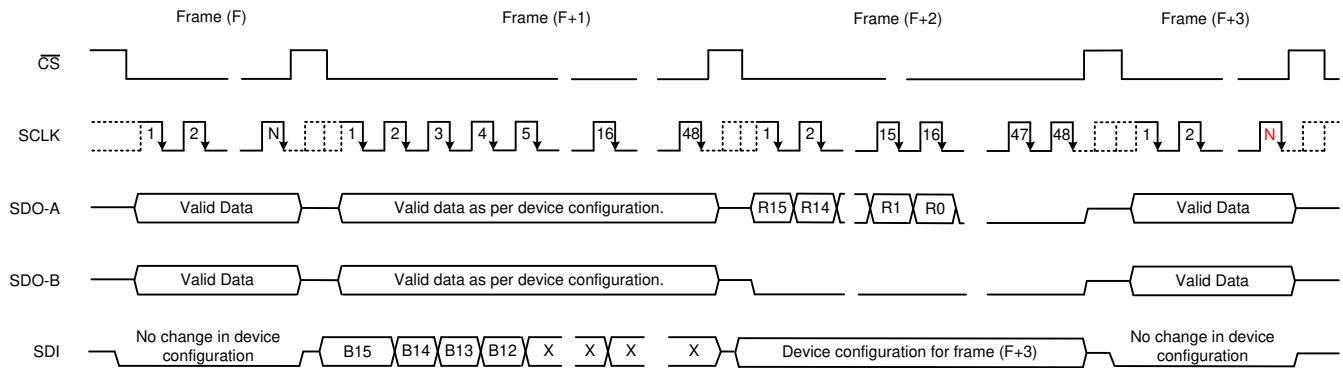 Frame (F) Frame (F+1) Frame (F+2) Frame (F+3)
CS
SCLK 1 2 N 1 2 3 4 5 16 48 1 2 15 16 47 48 1 2 N
SDO-A Valid Data Valid data as per device configuration. R15 R14 R1 R0 Valid Data
SDO-B Valid Data Valid data as per device configuration. Valid Data
SDI No change in device configuration B15 B14 B13 B12 X X X X Device configuration for frame (F+3) No change in device configuration